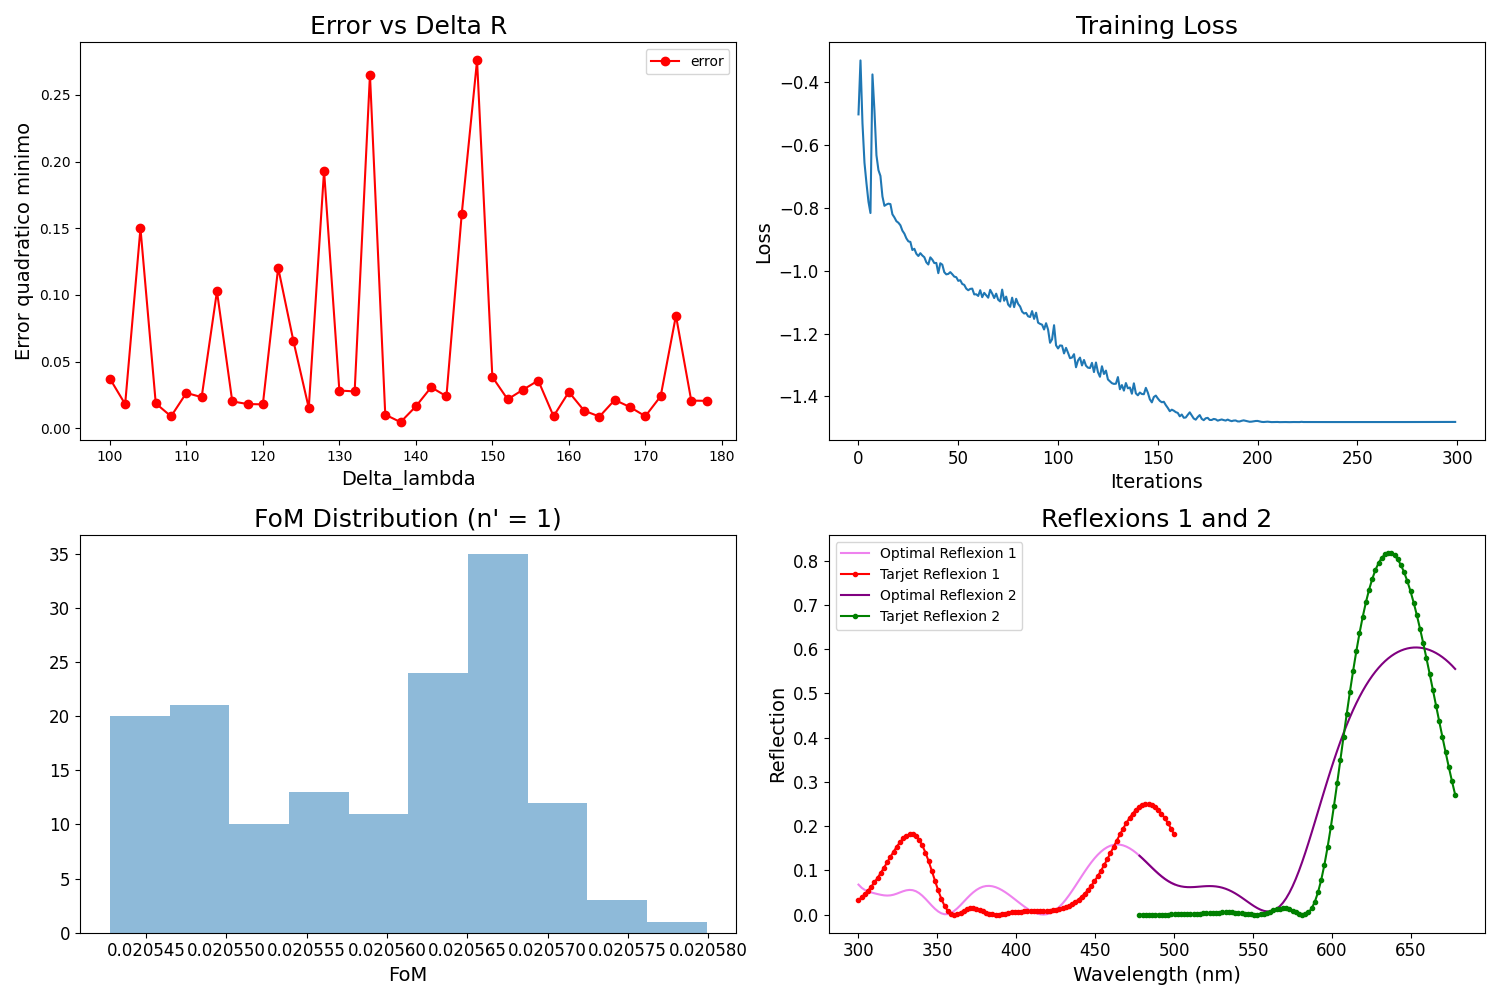 Error vs Delta R
error
Error quadratico minimo
0.25
0.20
0.15
0.10
0.05
0.00
100 110 120 130 140 150 160 170 180
Delta_lambda
Training Loss
Loss
−0.4
−0.6
−0.8
−1.0
−1.2
−1.4
0 50 100 150 200 250 300
Iterations
FoM Distribution (n' = 1)
35
30
25
20
15
10
5
0
0.020545 0.020550 0.020555 0.020560 0.020565 0.020570 0.020575 0.020580
FoM
Reflexions 1 and 2
Optimal Reflexion 1
Tarjet Reflexion 1
Optimal Reflexion 2
Tarjet Reflexion 2
Reflection
0.8
0.7
0.6
0.5
0.4
0.3
0.2
0.1
0.0
300 350 400 450 500 550 600 650
Wavelength (nm)